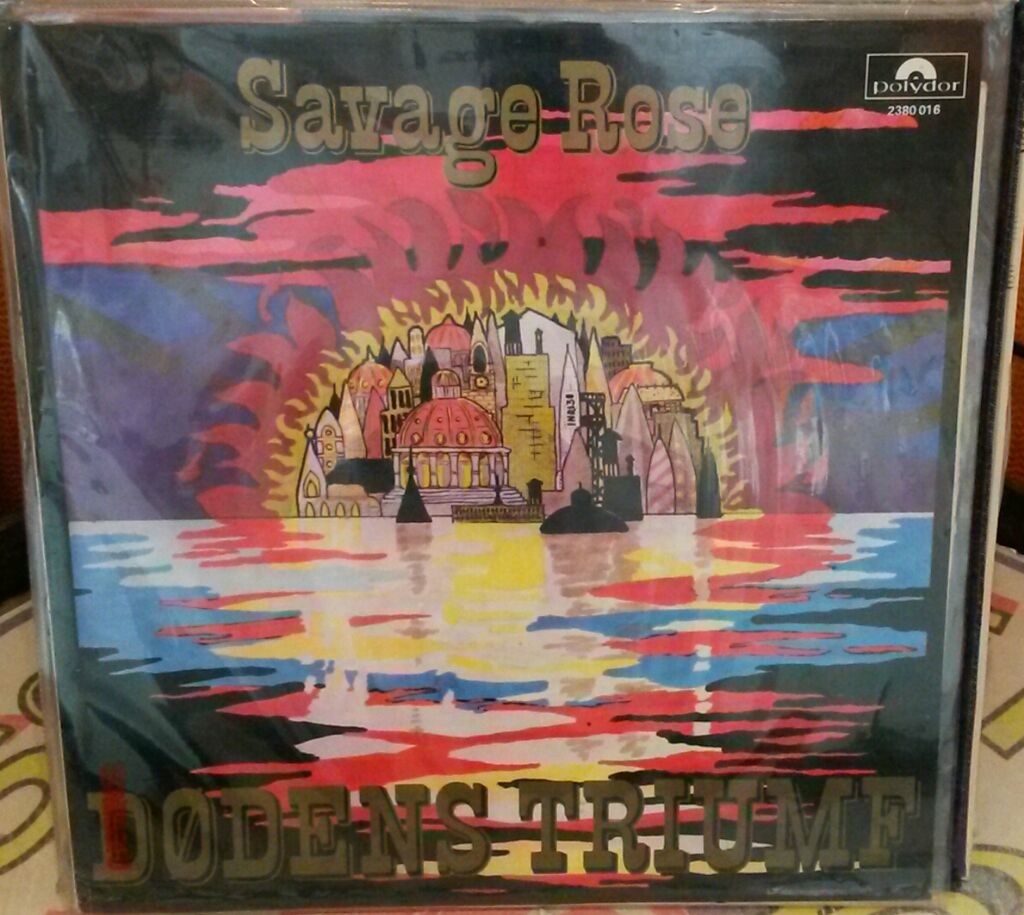 Savage Rose
polydor
2380 016
DØDENS TRIUMF